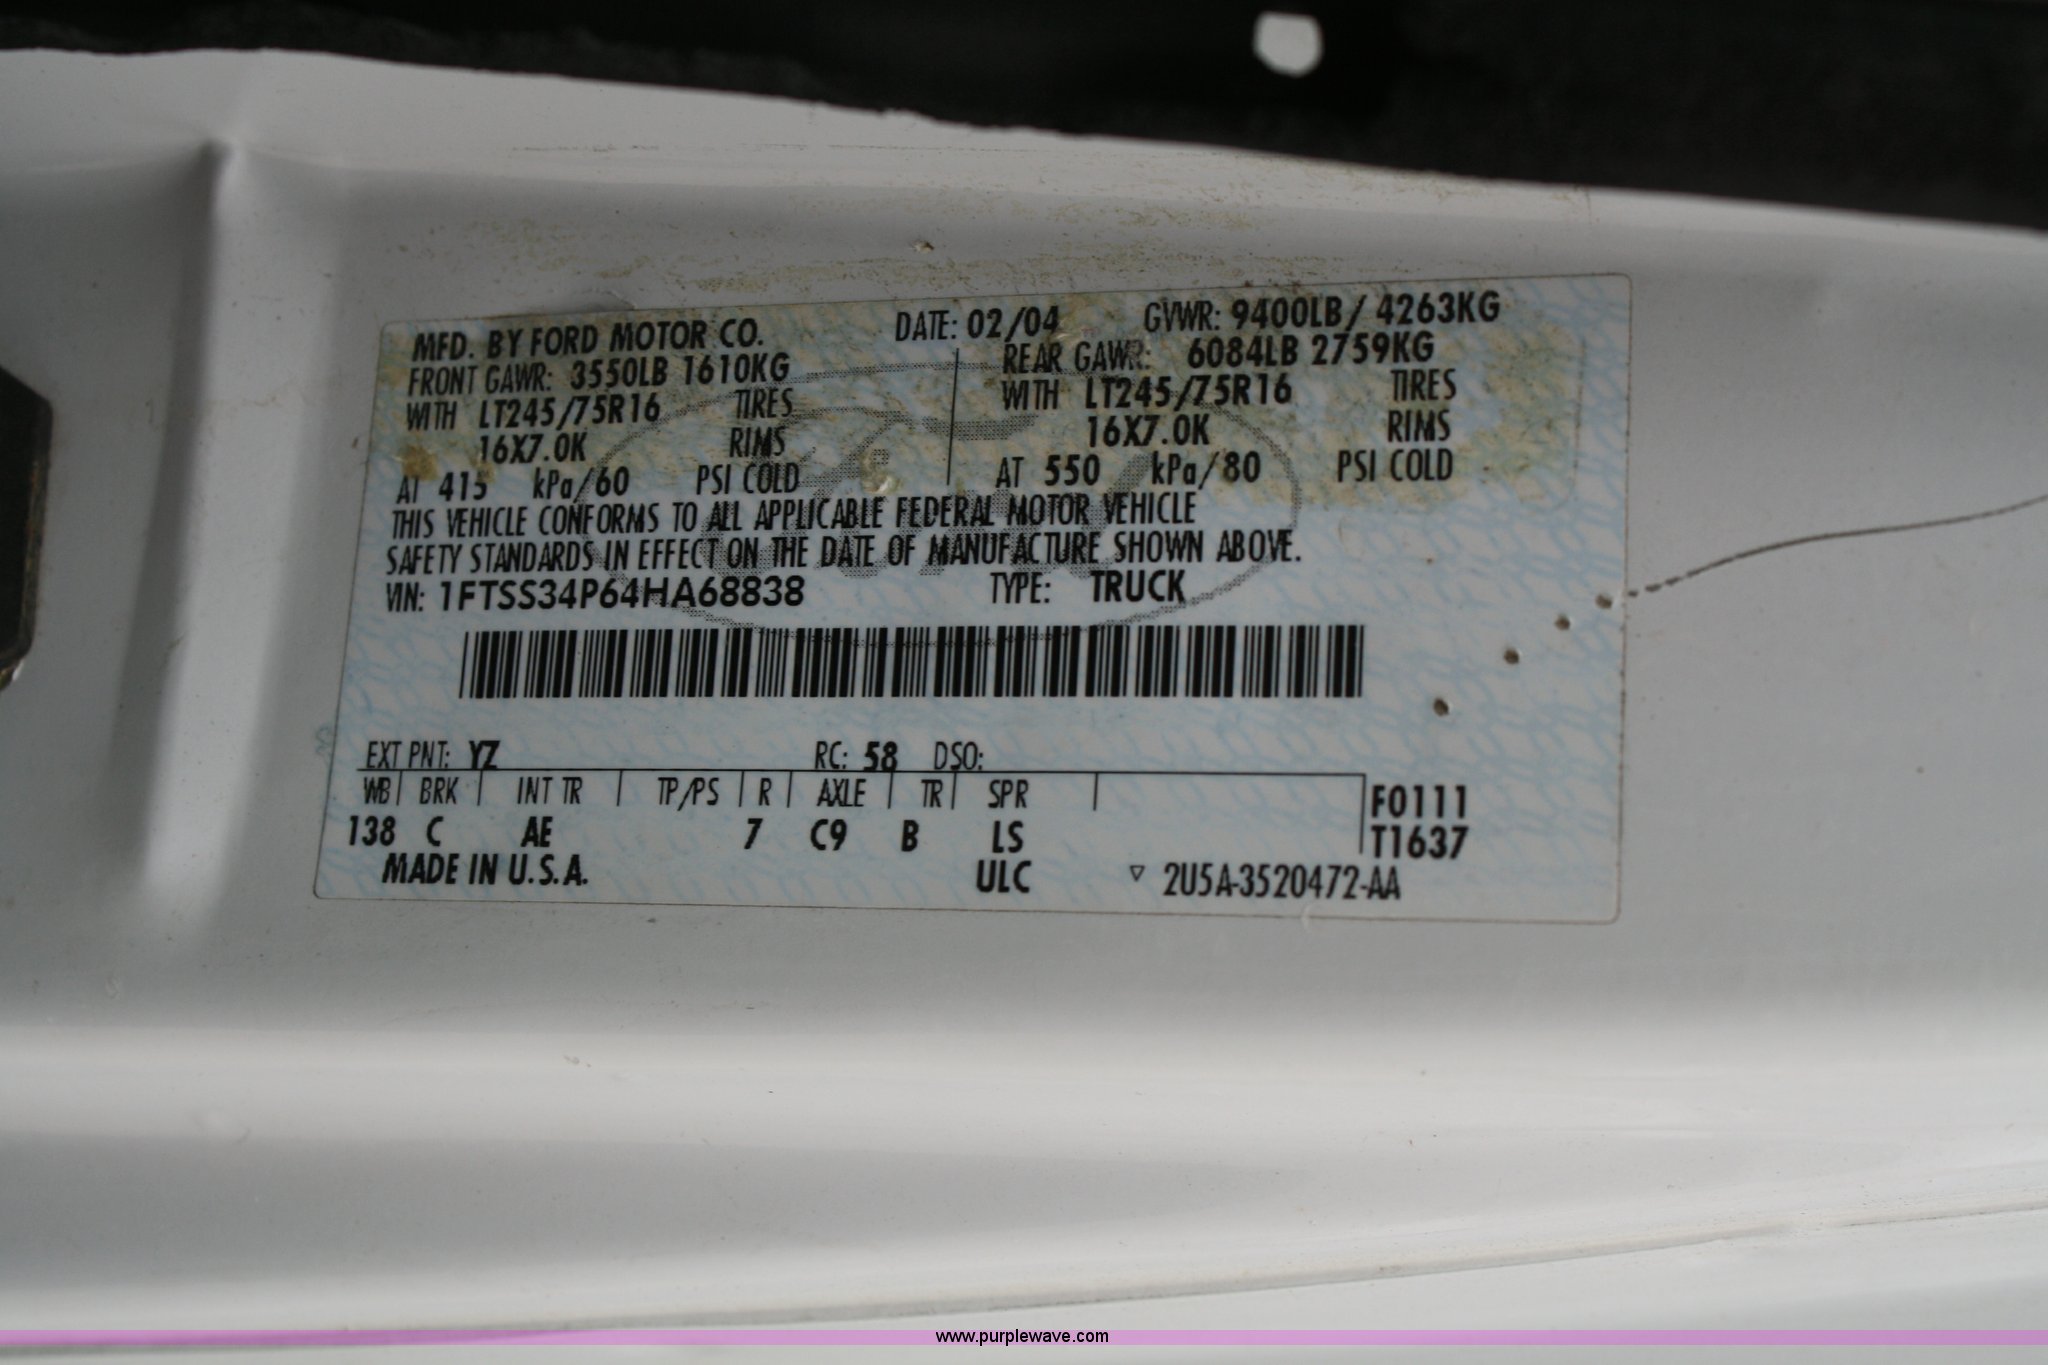 MFD. BY FORD MOTOR CO. DATE: 02/04 GVWR: 9400LB / 4263KG
FRONT GAWR: 3550LB 1610KG REAR GAWR: 6084LB 2759KG
WITH LT245/75R16 TIRES WITH LT245/75R16 TIRES
16X7.0K RIMS 16X7.0K RIMS
AT 415 kPa/60 PSI COLD AT 550 kPa/80 PSI COLD
THIS VEHICLE CONFORMS TO ALL APPLICABLE FEDERAL MOTOR VEHICLE
SAFETY STANDARDS IN EFFECT ON THE DATE OF MANUFACTURE SHOWN ABOVE.
VIN: 1FTSS34P64HA68838 TYPE: TRUCK
EXT PNT: YZ RC: 58 DSO:
WB BRK INT TR TP/PS R AXLE TR SPR F0111
138 C AE 7 C9 B LS T1637
MADE IN U.S.A. ULC ▽ 2U5A-3520472-AA
www.purplewave.com